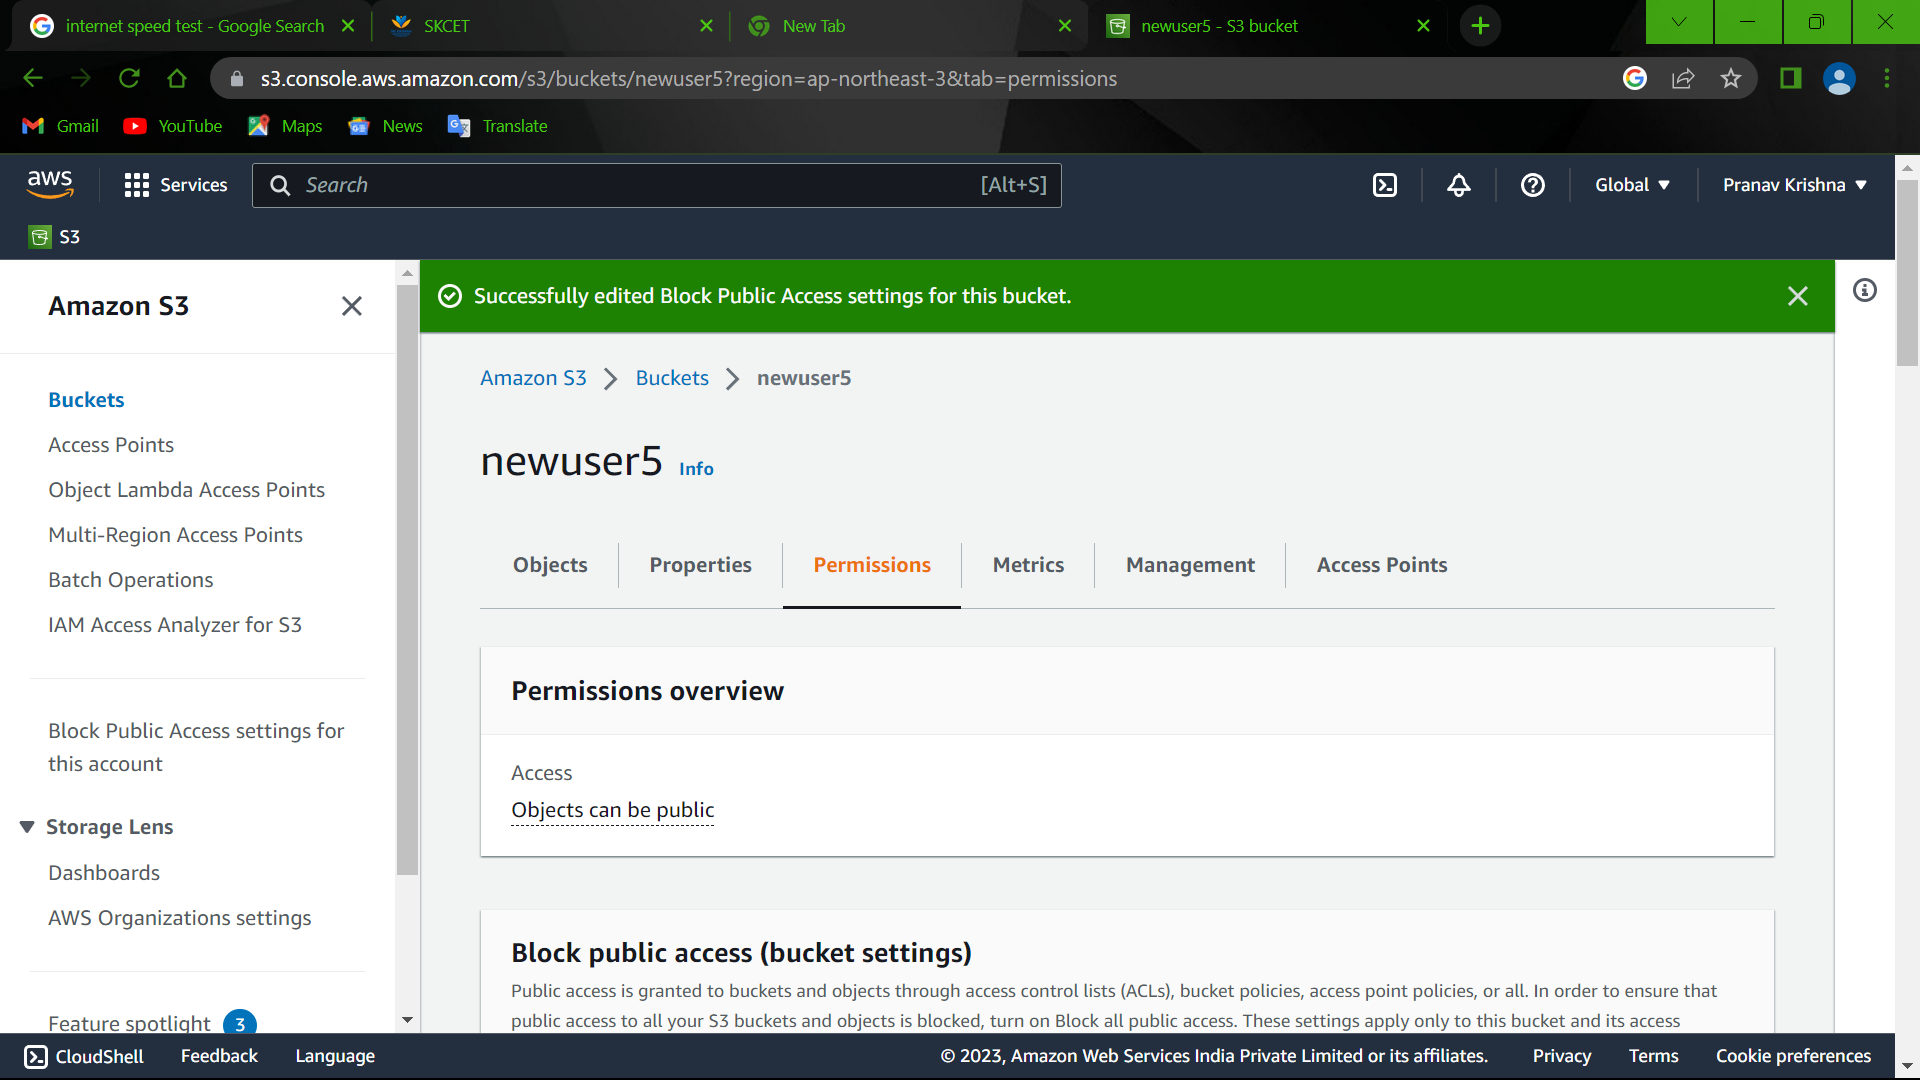 internet speed test - Google Search
SKCET
New Tab
newuser5 - S3 bucket
s3.console.aws.amazon.com/s3/buckets/newuser5?region=ap-northeast-3&tab=permissions
Gmail
YouTube
Maps
News
Translate
aws
Services
Search
[Alt+S]
Global
Pranav Krishna
S3
Amazon S3
Buckets
Access Points
Object Lambda Access Points
Multi-Region Access Points
Batch Operations
IAM Access Analyzer for S3
Block Public Access settings for
this account
Storage Lens
Dashboards
AWS Organizations settings
Feature spotlight 3
Successfully edited Block Public Access settings for this bucket.
Amazon S3 > Buckets > newuser5
newuser5 Info
Objects
Properties
Permissions
Metrics
Management
Access Points
Permissions overview
Access
Objects can be public
Block public access (bucket settings)
Public access is granted to buckets and objects through access control lists (ACLs), bucket policies, access point policies, or all. In order to ensure that
public access to all your S3 buckets and objects is blocked, turn on Block all public access. These settings apply only to this bucket and its access
CloudShell
Feedback
Language
© 2023, Amazon Web Services India Private Limited or its affiliates.
Privacy
Terms
Cookie preferences